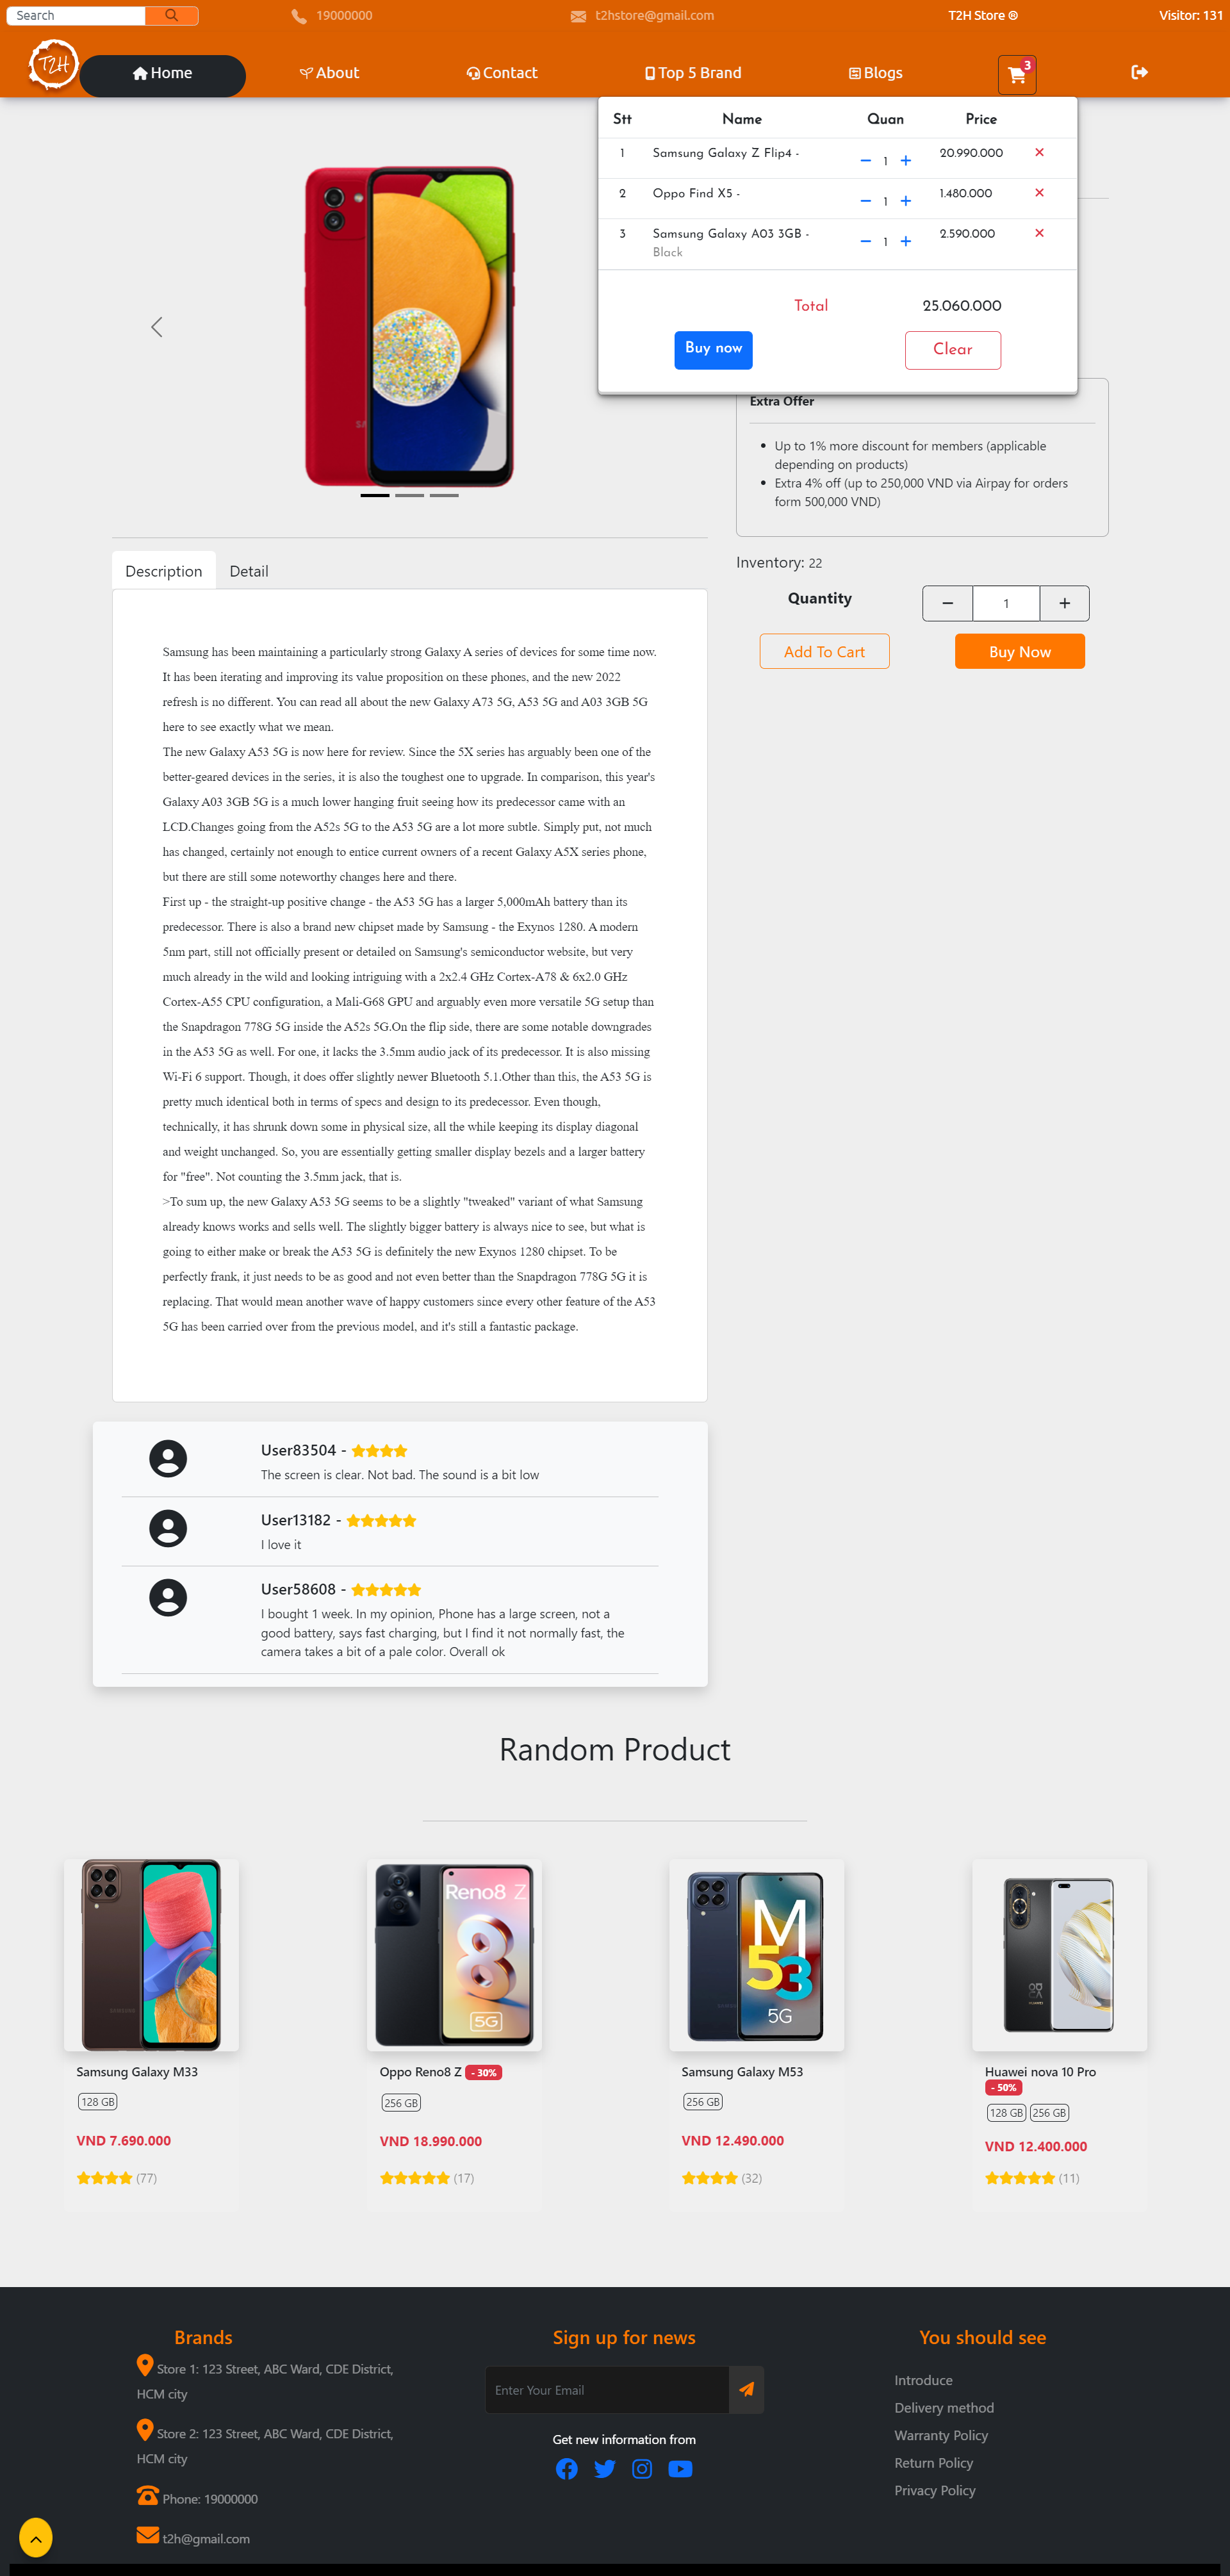 Search
19000000
t2hstore@gmail.com
T2H Store ®
Visitor: 131
T2H
Home
About
Contact
Top 5 Brand
Blogs
3
Stt Name Quan Price
1 Samsung Galaxy Z Flip4 - 1 20.990.000
2 Oppo Find X5 - 1 1.480.000
3 Samsung Galaxy A03 3GB - 1 2.590.000
Black
Total 25.060.000
Buy now
Clear
Extra Offer
Up to 1% more discount for members (applicable
depending on products)
Extra 4% off (up to 250,000 VND via Airpay for orders
form 500,000 VND)
Inventory: 22
Quantity
1
Add To Cart
Buy Now
Description
Detail
Samsung has been maintaining a particularly strong Galaxy A series of devices for some time now.
It has been iterating and improving its value proposition on these phones, and the new 2022
refresh is no different. You can read all about the new Galaxy A73 5G, A53 5G and A03 3GB 5G
here to see exactly what we mean.
The new Galaxy A53 5G is now here for review. Since the 5X series has arguably been one of the
better-geared devices in the series, it is also the toughest one to upgrade. In comparison, this year's
Galaxy A03 3GB 5G is a much lower hanging fruit seeing how its predecessor came with an
LCD.Changes going from the A52s 5G to the A53 5G are a lot more subtle. Simply put, not much
has changed, certainly not enough to entice current owners of a recent Galaxy A5X series phone,
but there are still some noteworthy changes here and there.
First up - the straight-up positive change - the A53 5G has a larger 5,000mAh battery than its
predecessor. There is also a brand new chipset made by Samsung - the Exynos 1280. A modern
5nm part, still not officially present or detailed on Samsung's semiconductor website, but very
much already in the wild and looking intriguing with a 2x2.4 GHz Cortex-A78 & 6x2.0 GHz
Cortex-A55 CPU configuration, a Mali-G68 GPU and arguably even more versatile 5G setup than
the Snapdragon 778G 5G inside the A52s 5G.On the flip side, there are some notable downgrades
in the A53 5G as well. For one, it lacks the 3.5mm audio jack of its predecessor. It is also missing
Wi-Fi 6 support. Though, it does offer slightly newer Bluetooth 5.1.Other than this, the A53 5G is
pretty much identical both in terms of specs and design to its predecessor. Even though,
technically, it has shrunk down some in physical size, all the while keeping its display diagonal
and weight unchanged. So, you are essentially getting smaller display bezels and a larger battery
for "free". Not counting the 3.5mm jack, that is.
>To sum up, the new Galaxy A53 5G seems to be a slightly "tweaked" variant of what Samsung
already knows works and sells well. The slightly bigger battery is always nice to see, but what is
going to either make or break the A53 5G is definitely the new Exynos 1280 chipset. To be
perfectly frank, it just needs to be as good and not even better than the Snapdragon 778G 5G it is
replacing. That would mean another wave of happy customers since every other feature of the A53
5G has been carried over from the previous model, and it's still a fantastic package.
User83504 -
The screen is clear. Not bad. The sound is a bit low
User13182 -
I love it
User58608 -
I bought 1 week. In my opinion, Phone has a large screen, not a
good battery, says fast charging, but I find it not normally fast, the
camera takes a bit of a pale color. Overall ok
Random Product
Reno8 Z
8
5G
M
53
5G
Samsung Galaxy M33
128 GB
VND 7.690.000
(77)
Oppo Reno8 Z - 30%
256 GB
VND 18.990.000
(17)
Samsung Galaxy M53
256 GB
VND 12.490.000
(32)
Huawei nova 10 Pro
- 50%
128 GB 256 GB
VND 12.400.000
(11)
Brands
Store 1: 123 Street, ABC Ward, CDE District,
HCM city
Store 2: 123 Street, ABC Ward, CDE District,
HCM city
Phone: 19000000
t2h@gmail.com
Sign up for news
Enter Your Email
Get new information from
You should see
Introduce
Delivery method
Warranty Policy
Return Policy
Privacy Policy